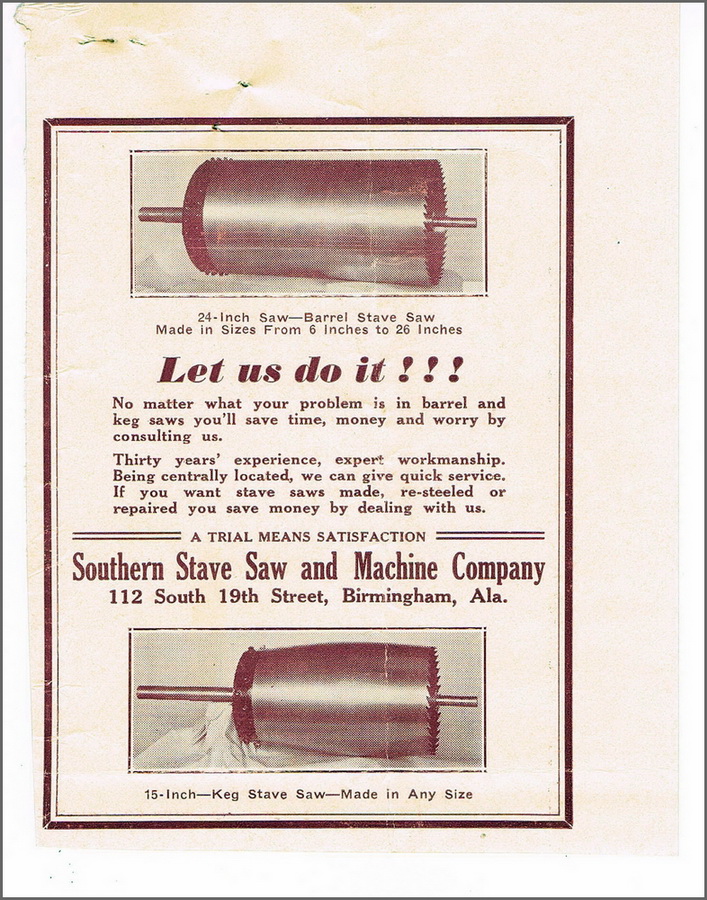 24-Inch Saw—Barrel Stave Saw
Made in Sizes From 6 Inches to 26 Inches
Let us do it!!!
No matter what your problem is in barrel and
keg saws you'll save time, money and worry by
consulting us.
Thirty years' experience, expert workmanship.
Being centrally located, we can give quick service.
If you want stave saws made, re-steeled or
repaired you save money by dealing with us.
A TRIAL MEANS SATISFACTION
Southern Stave Saw and Machine Company
112 South 19th Street, Birmingham, Ala.
15-Inch—Keg Stave Saw—Made in Any Size